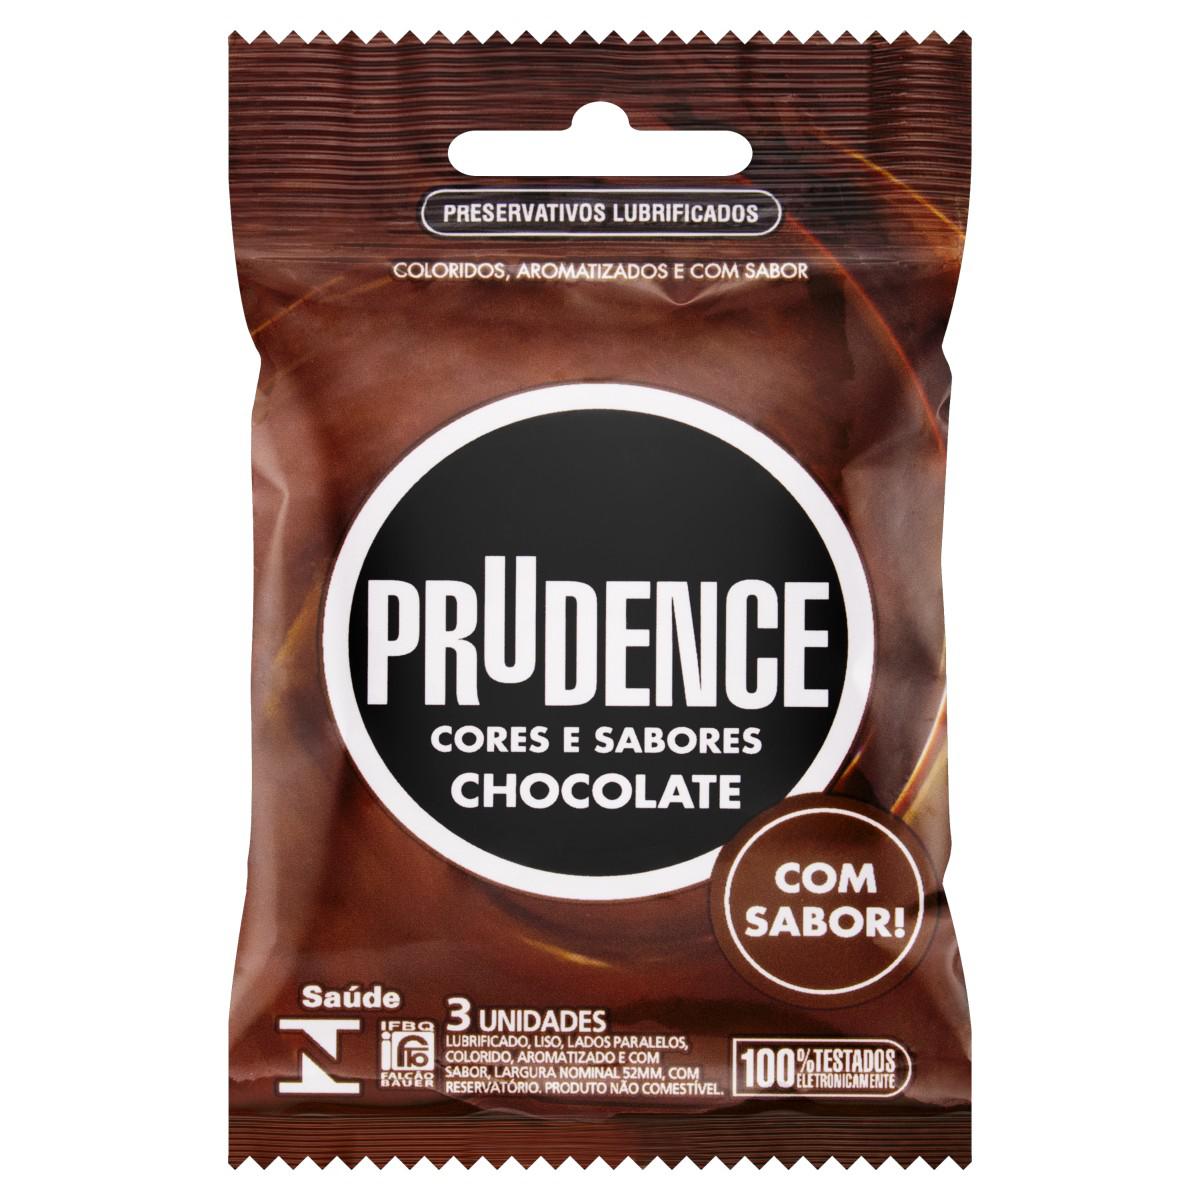 PRESERVATIVOS LUBRIFICADOS
COLORIDOS, AROMATIZADOS E COM SABOR
PRUDENCE
CORES E SABORES
CHOCOLATE
COM
SABOR!
Saúde
IFBQ
FALCÃO
BAUER
3 UNIDADES
LUBRIFICADO, LISO, LADOS PARALELOS,
COLORIDO, AROMATIZADO E COM
SABOR, LARGURA NOMINAL 52MM, COM
RESERVATÓRIO. PRODUTO NÃO COMESTÍVEL.
100% TESTADOS
ELETRONICAMENTE